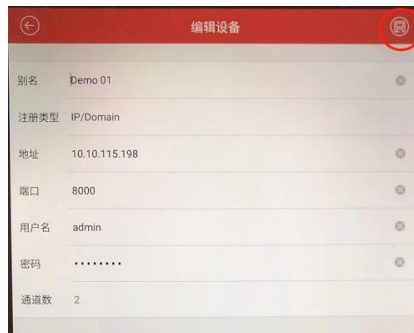 编辑设备
别名 Demo 01
注册类型 IP/Domain
地址 10.10.115.198
端口 8000
用户名 admin
密码 ········
通道数 2